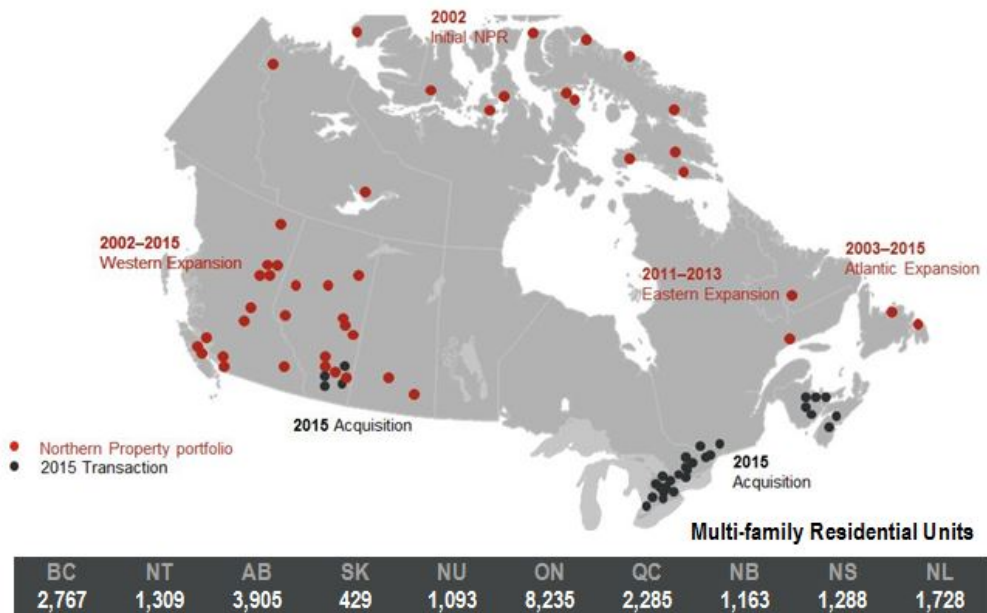 2002
Initial NPR
2002–2015
Western Expansion
2011–2013
Eastern Expansion
2003–2015
Atlantic Expansion
2015 Acquisition
Northern Property portfolio
2015 Transaction
2015
Acquisition
Multi-family Residential Units
BC NT AB SK NU ON QC NB NS NL
2,767 1,309 3,905 429 1,093 8,235 2,285 1,163 1,288 1,728